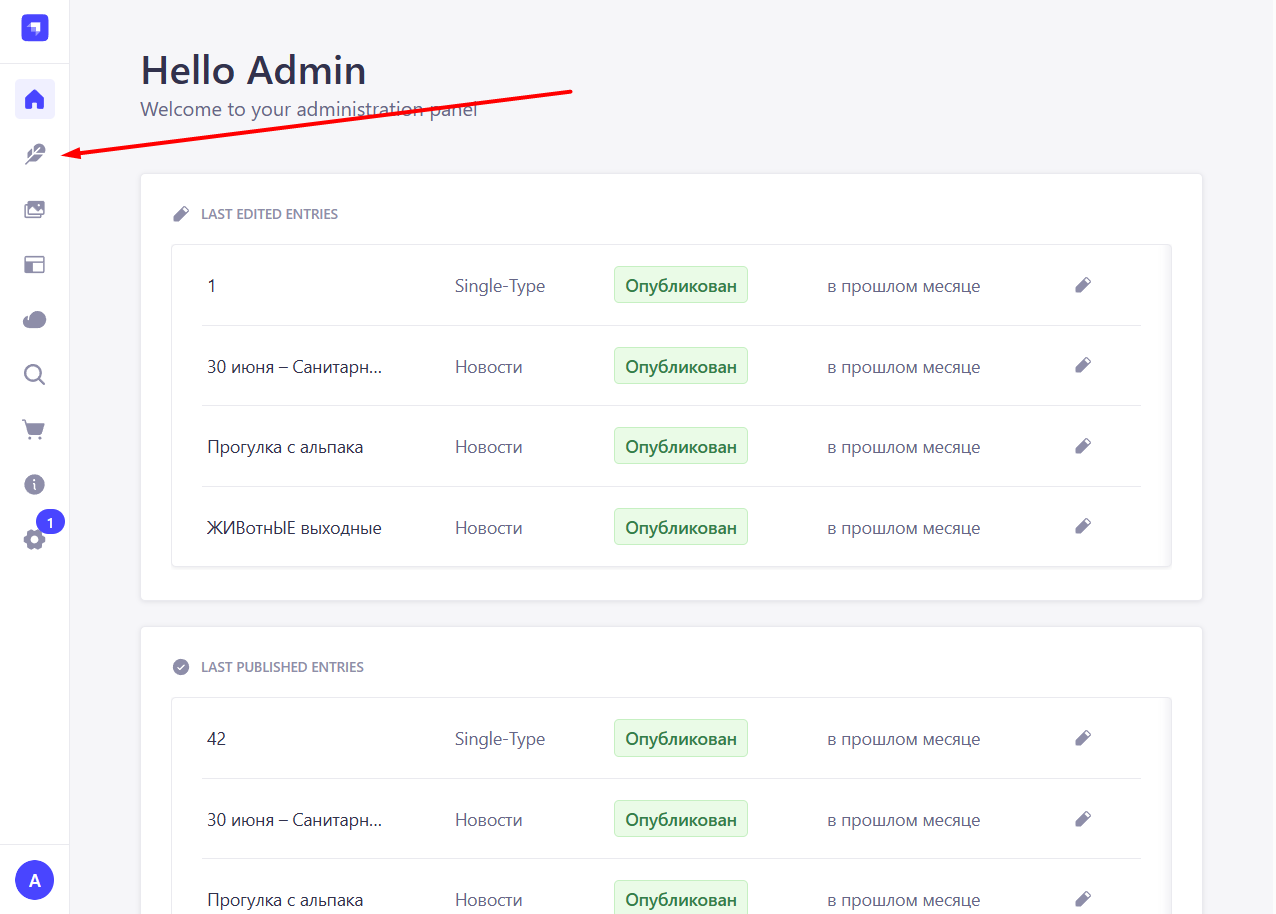 Hello Admin
Welcome to your administration panel
LAST EDITED ENTRIES
1 Single-Type Опубликован в прошлом месяце
30 июня – Санитарн... Новости Опубликован в прошлом месяце
Прогулка с альпака Новости Опубликован в прошлом месяце
ЖИВотнЫЕ выходные Новости Опубликован в прошлом месяце
1
LAST PUBLISHED ENTRIES
42 Single-Type Опубликован в прошлом месяце
30 июня – Санитарн... Новости Опубликован в прошлом месяце
Прогулка с альпака Новости Опубликован в прошлом месяце
A